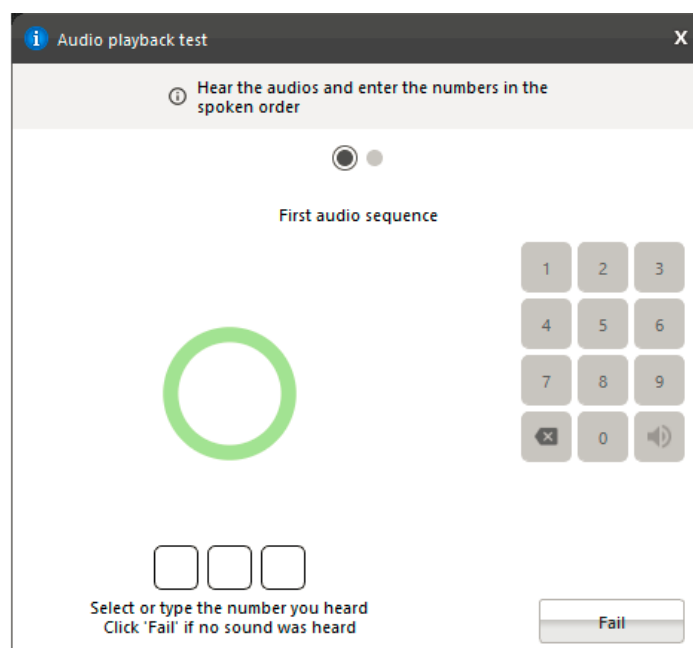 Audio playback test
X
Hear the audios and enter the numbers in the
spoken order
First audio sequence
1 2 3
4 5 6
7 8 9
0
Select or type the number you heard
Click 'Fail' if no sound was heard
Fail